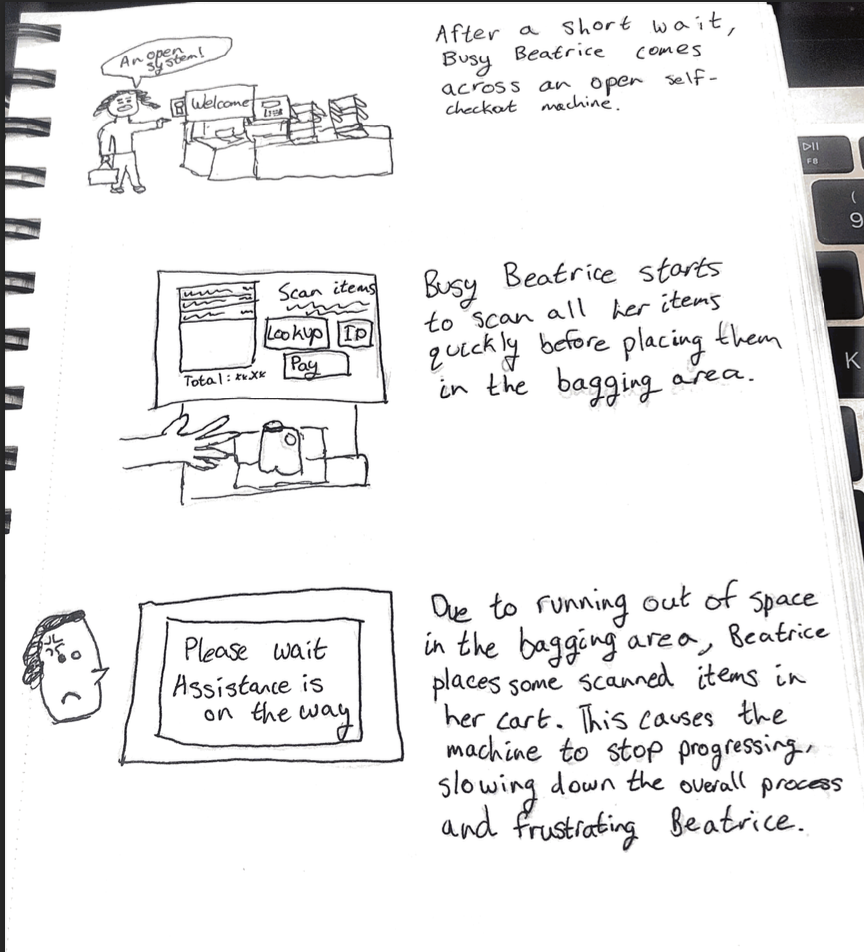 An open
system!
Welcome
After a short wait,
Busy Beatrice comes
across an open self-
checkout machine.
Scan items
Lookup
ID
Pay
Total: xx.xx
Busy Beatrice starts
to scan all her items
quickly before placing them
in the bagging area.
Please wait
Assistance is
on the way
Due to running out of space
in the bagging area, Beatrice
places some scanned items in
her cart. This causes the
machine to stop progressing,
slowing down the overall process
and frustrating Beatrice.
F8
(
9
K